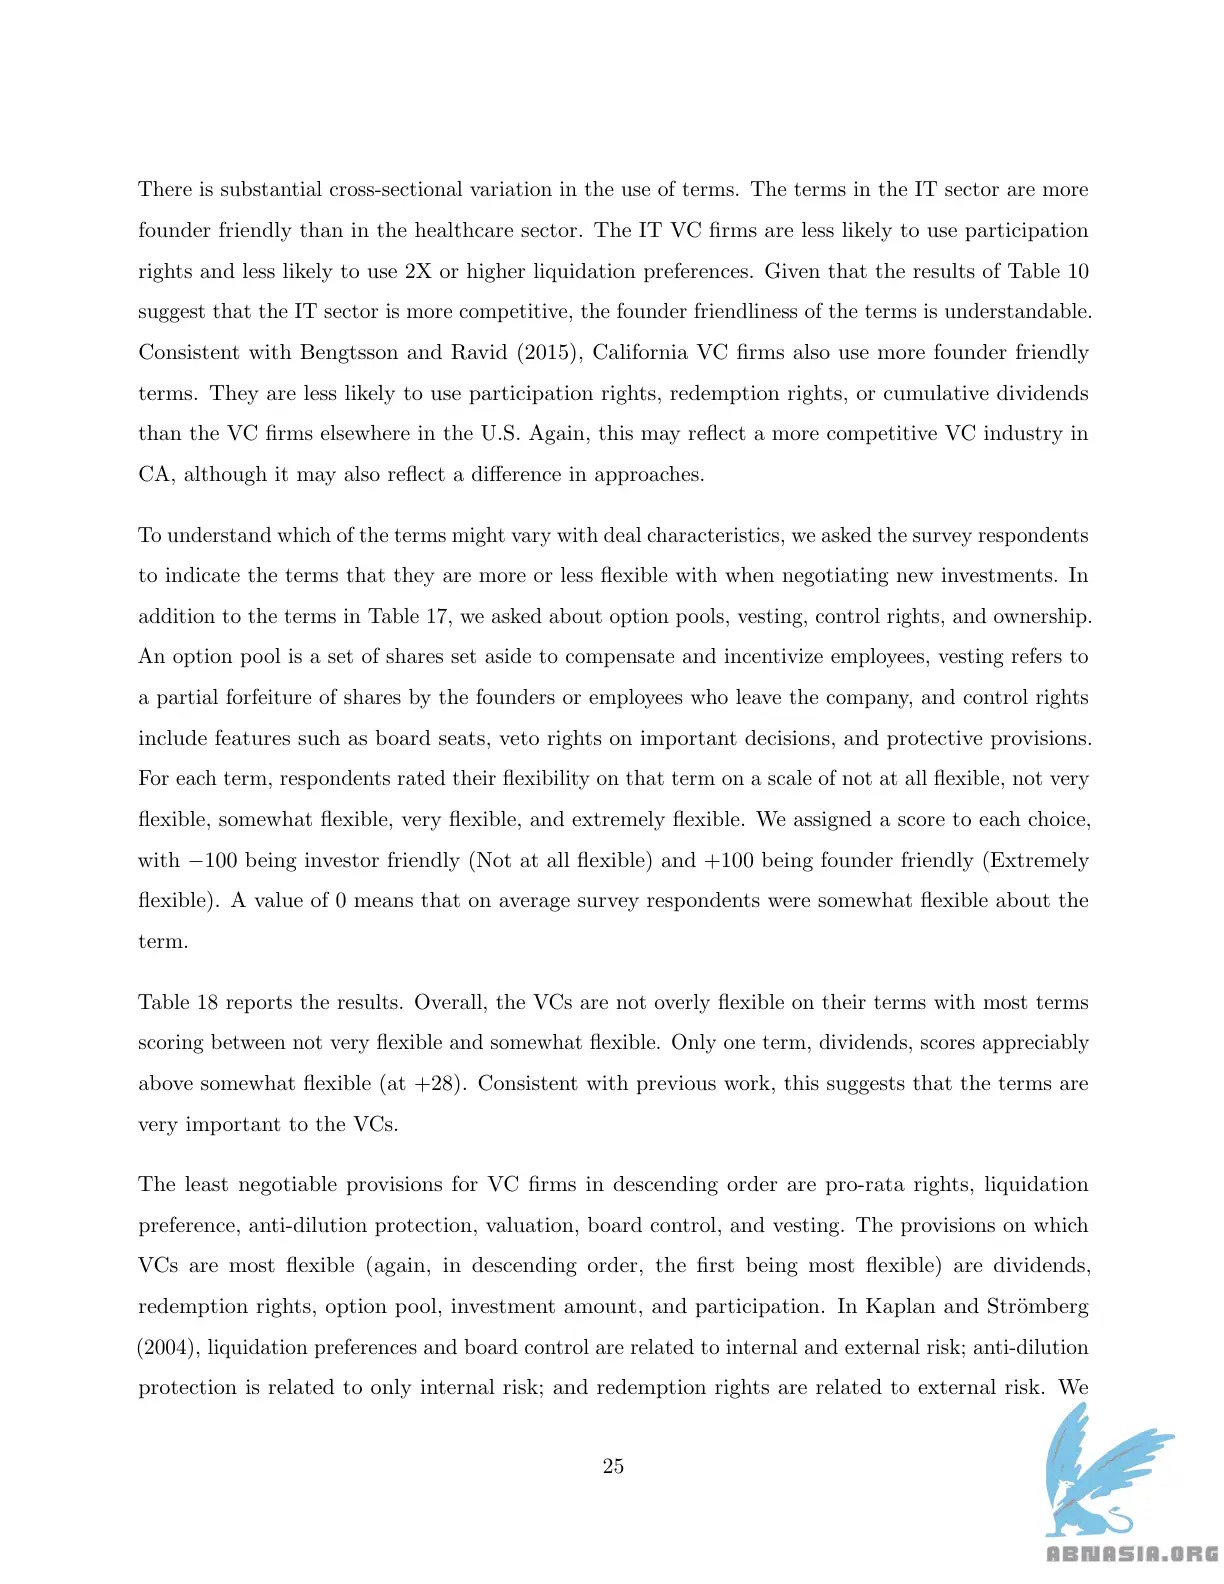 There is substantial cross-sectional variation in the use of terms. The terms in the IT sector are more
founder friendly than in the healthcare sector. The IT VC firms are less likely to use participation
rights and less likely to use 2X or higher liquidation preferences. Given that the results of Table 10
suggest that the IT sector is more competitive, the founder friendliness of the terms is understandable.
Consistent with Bengtsson and Ravid (2015), California VC firms also use more founder friendly
terms. They are less likely to use participation rights, redemption rights, or cumulative dividends
than the VC firms elsewhere in the U.S. Again, this may reflect a more competitive VC industry in
CA, although it may also reflect a difference in approaches.
To understand which of the terms might vary with deal characteristics, we asked the survey respondents
to indicate the terms that they are more or less flexible with when negotiating new investments. In
addition to the terms in Table 17, we asked about option pools, vesting, control rights, and ownership.
An option pool is a set of shares set aside to compensate and incentivize employees, vesting refers to
a partial forfeiture of shares by the founders or employees who leave the company, and control rights
include features such as board seats, veto rights on important decisions, and protective provisions.
For each term, respondents rated their flexibility on that term on a scale of not at all flexible, not very
flexible, somewhat flexible, very flexible, and extremely flexible. We assigned a score to each choice,
with −100 being investor friendly (Not at all flexible) and +100 being founder friendly (Extremely
flexible). A value of 0 means that on average survey respondents were somewhat flexible about the
term.
Table 18 reports the results. Overall, the VCs are not overly flexible on their terms with most terms
scoring between not very flexible and somewhat flexible. Only one term, dividends, scores appreciably
above somewhat flexible (at +28). Consistent with previous work, this suggests that the terms are
very important to the VCs.
The least negotiable provisions for VC firms in descending order are pro-rata rights, liquidation
preference, anti-dilution protection, valuation, board control, and vesting. The provisions on which
VCs are most flexible (again, in descending order, the first being most flexible) are dividends,
redemption rights, option pool, investment amount, and participation. In Kaplan and Strömberg
(2004), liquidation preferences and board control are related to internal and external risk; anti-dilution
protection is related to only internal risk; and redemption rights are related to external risk. We
25
ABNASIA.ORG